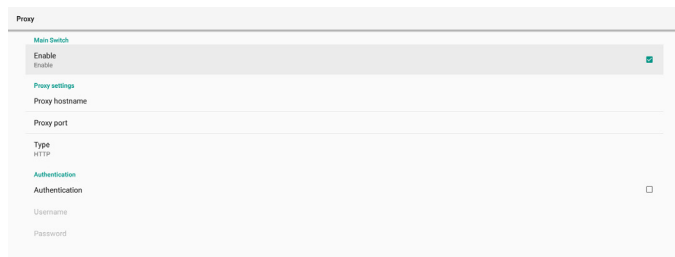 Proxy
Main Switch
Enable
Enable
Proxy settings
Proxy hostname
Proxy port
Type
HTTP
Authentication
Authentication
Username
Password